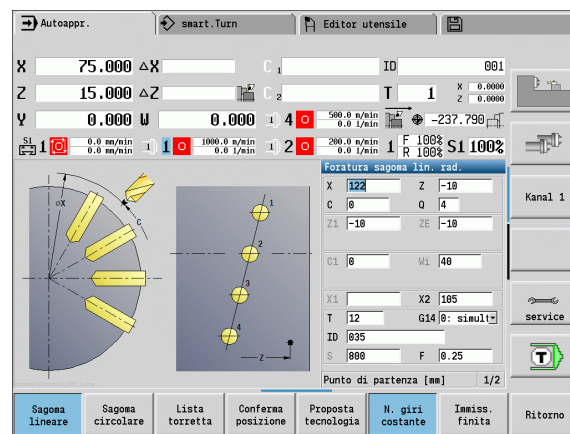 Autoappr. smart.Turn Editor utensile
X 75.000 △X C 1 ID 001
Z 15.000 △Z C 2 T 1 X 0.0000 Z 0.0000
Y 0.000 W 0.000 4 500.0 m/min 0.0 1/min -237.790
S1 1 0.0 mm/min 0.0 mm/min 1 1000.0 m/min 0.0 1/min 2 200.0 m/min 0.0 1/min 1 F 100% R 100% S1 100%
Foratura sagoma lin. rad.
X 122 Z -10
C 0 Q 4
Z1 -10 ZE -10
C1 0 Wi 40
X1 X2 105
T 12 G14 0: simult
ID 035
S 800 F 0.25
Punto di partenza [mm] 1/2
øX
C
1
2
3
4
Z
Kanal 1
service
T
Sagoma lineare
Sagoma circolare
Lista torretta
Conferma posizione
Proposta tecnologia
N. giri costante
Immiss. finita
Ritorno